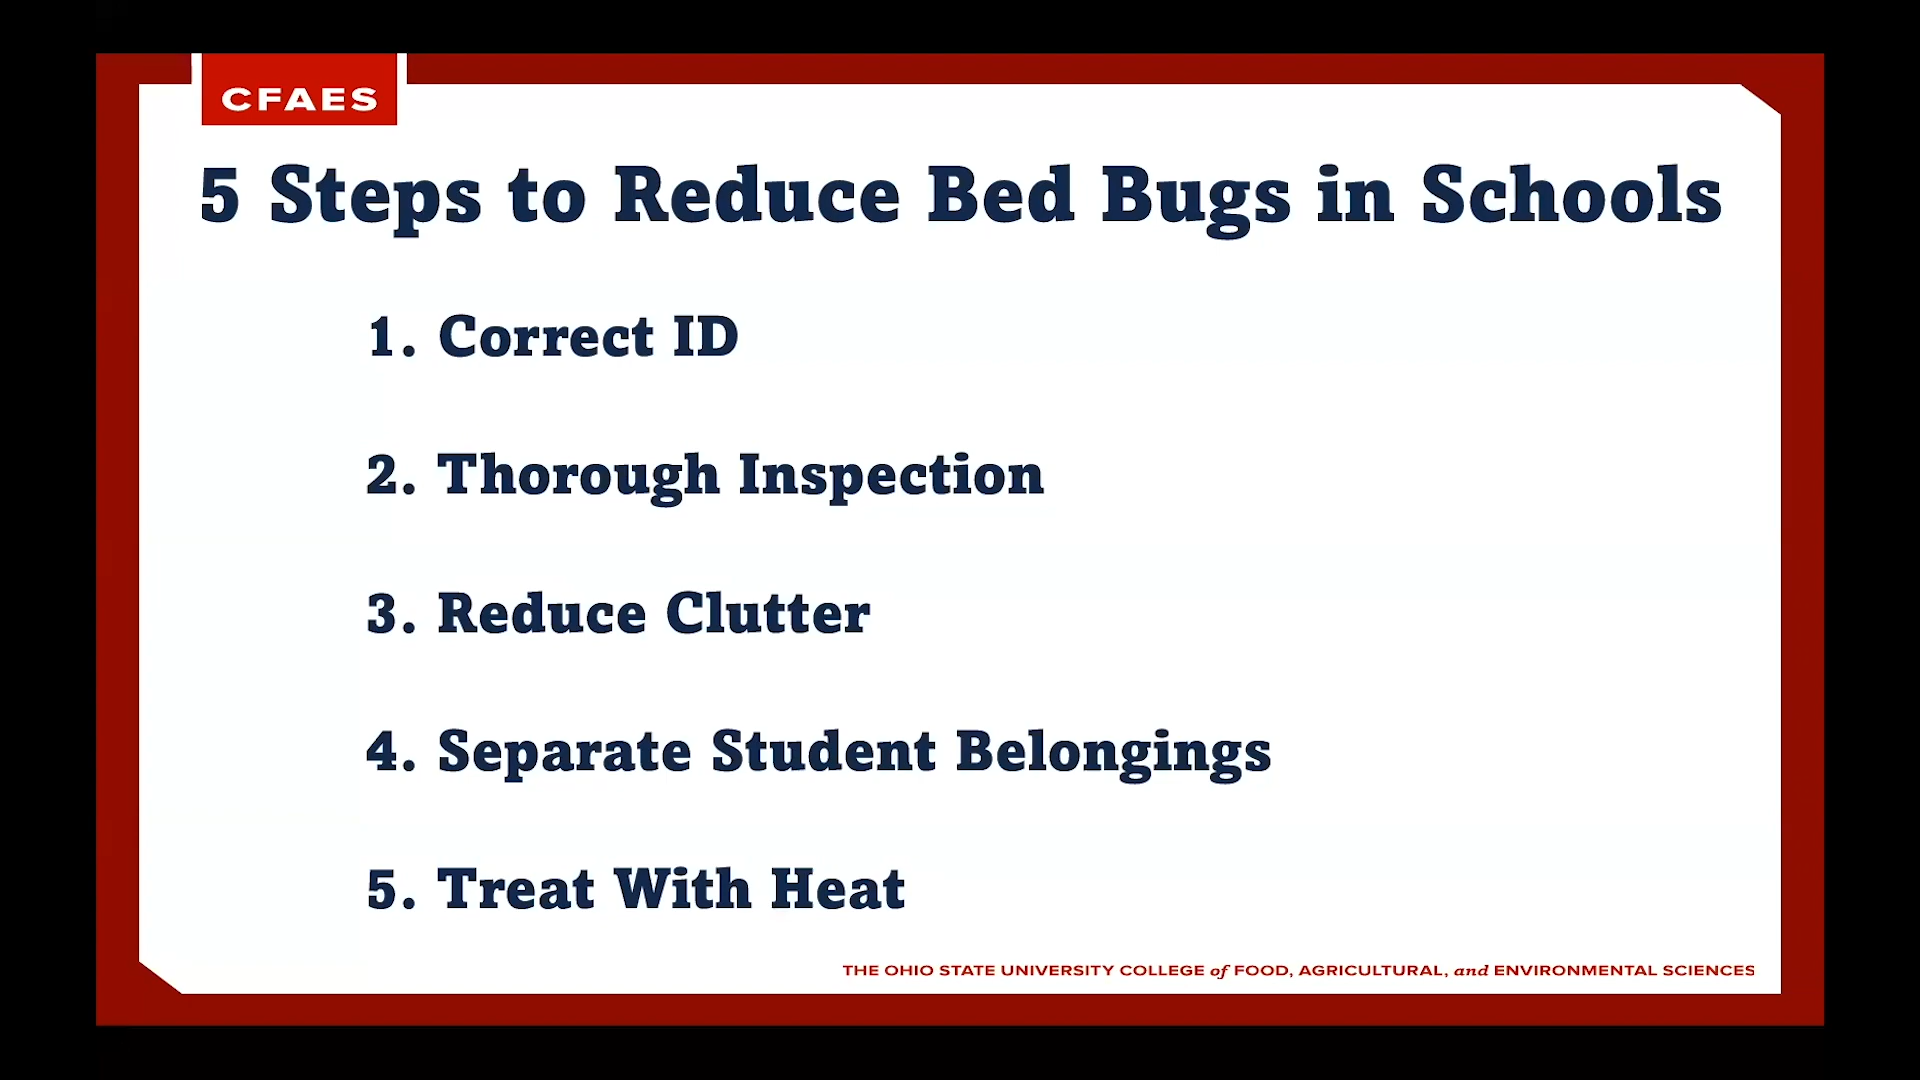 CFAES
5 Steps to Reduce Bed Bugs in Schools
1. Correct ID
2. Thorough Inspection
3. Reduce Clutter
4. Separate Student Belongings
5. Treat With Heat
THE OHIO STATE UNIVERSITY COLLEGE of FOOD, AGRICULTURAL, and ENVIRONMENTAL SCIENCES